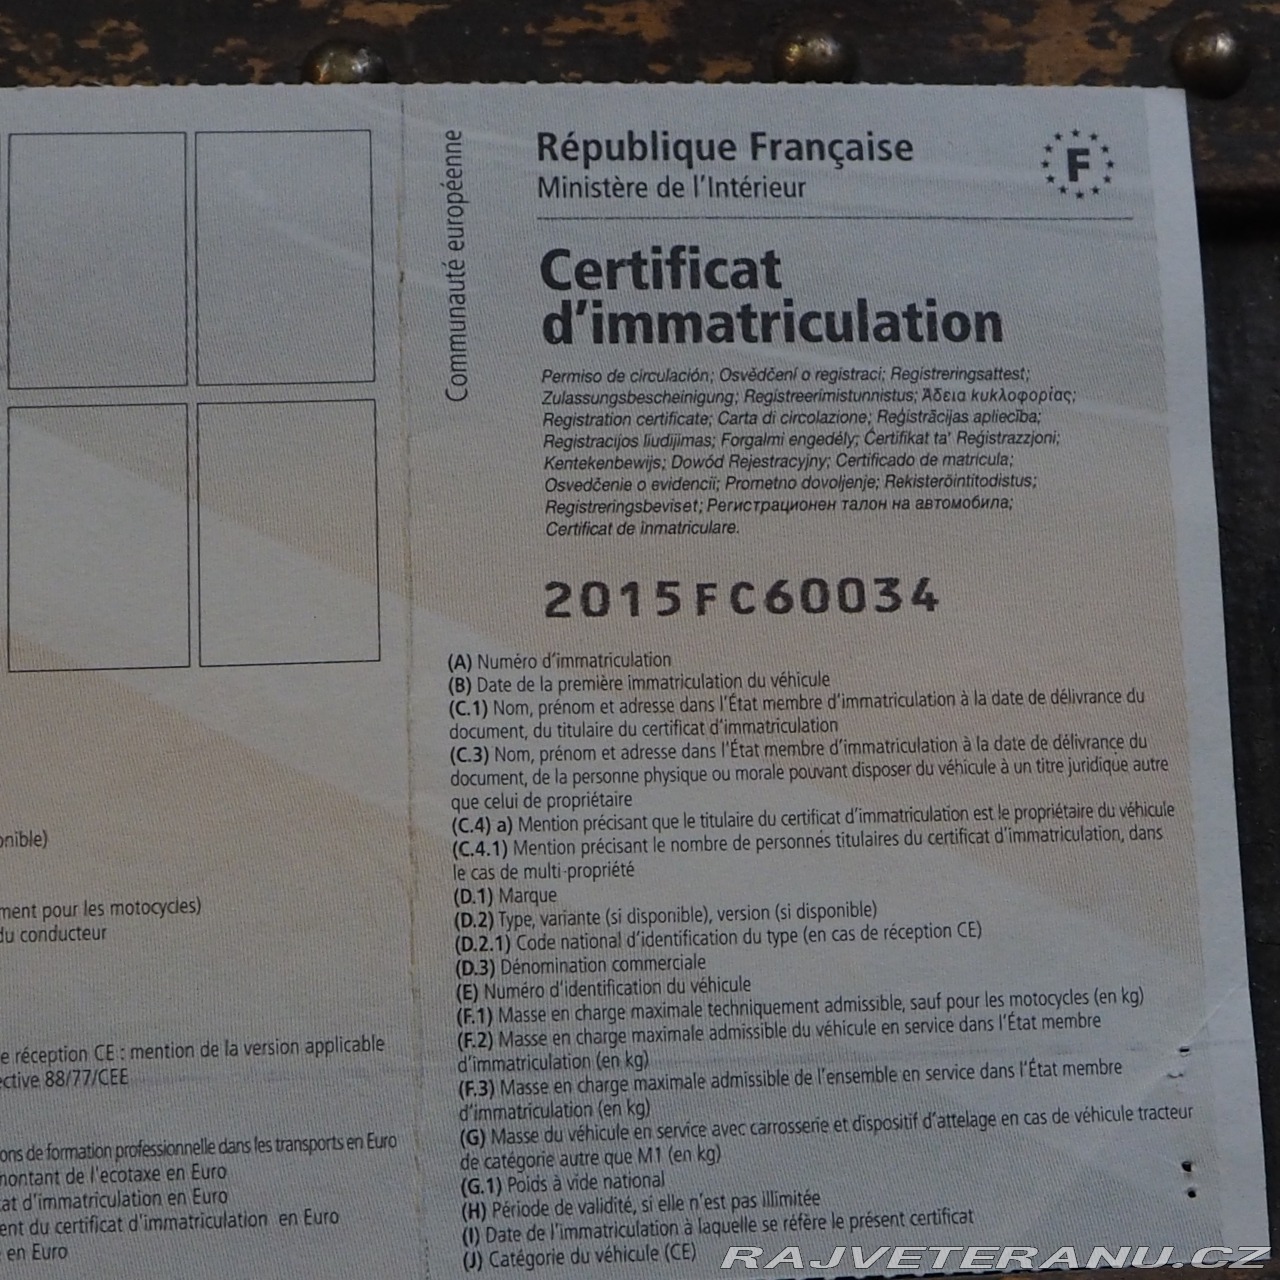 Communauté européenne
République Française
Ministère de l'Intérieur
F
Certificat
d'immatriculation
Permiso de circulación; Osvědčení o registraci; Registreringsattest;
Zulassungsbescheinigung; Registreerimistunnistus; Άδεια κυκλοφορίας;
Registration certificate; Carta di circolazione; Reģistrācijas apliecība;
Registracijos liudijimas; Forgalmi engedély; Ċertifikat ta' Reġistrazzjoni;
Kentekenbewijs; Dowód Rejestracyjny; Certificado de matricula;
Osvedčenie o evidencii; Prometno dovoljenje; Rekisteröintitodistus;
Registreringsbeviset; Регистрационен талон на автомобила;
Certificat de înmatriculare.
2015FC60034
(A) Numéro d'immatriculation
(B) Date de la première immatriculation du véhicule
(C.1) Nom, prénom et adresse dans l'État membre d'immatriculation à la date de délivrance du
document, du titulaire du certificat d'immatriculation
(C.3) Nom, prénom et adresse dans l'État membre d'immatriculation à la date de délivrance du
document, de la personne physique ou morale pouvant disposer du véhicule à un titre juridique autre
que celui de propriétaire
(C.4) a) Mention précisant que le titulaire du certificat d'immatriculation est le propriétaire du véhicule
(C.4.1) Mention précisant le nombre de personnes titulaires du certificat d'immatriculation, dans
le cas de multi-propriété
(D.1) Marque
(D.2) Type, variante (si disponible), version (si disponible)
(D.2.1) Code national d'identification du type (en cas de réception CE)
(D.3) Dénomination commerciale
(E) Numéro d'identification du véhicule
(F.1) Masse en charge maximale techniquement admissible, sauf pour les motocycles (en kg)
(F.2) Masse en charge maximale admissible du véhicule en service dans l'État membre
d'immatriculation (en kg)
(F.3) Masse en charge maximale admissible de l'ensemble en service dans l'État membre
d'immatriculation (en kg)
(G) Masse du véhicule en service avec carrosserie et dispositif d'attelage en cas de véhicule tracteur
de catégorie autre que M1 (en kg)
(G.1) Poids à vide national
(H) Période de validité, si elle n'est pas illimitée
(I) Date de l'immatriculation à laquelle se réfère le présent certificat
(J) Catégorie du véhicule (CE)
onible)
ment pour les motocycles)
du conducteur
e réception CE : mention de la version applicable
ective 88/77/CEE
ons de formation professionnelle dans les transports en Euro
montant de l'ecotaxe en Euro
cat d'immatriculation en Euro
ent du certificat d'immatriculation en Euro
en Euro
RAJVETERANU.CZ